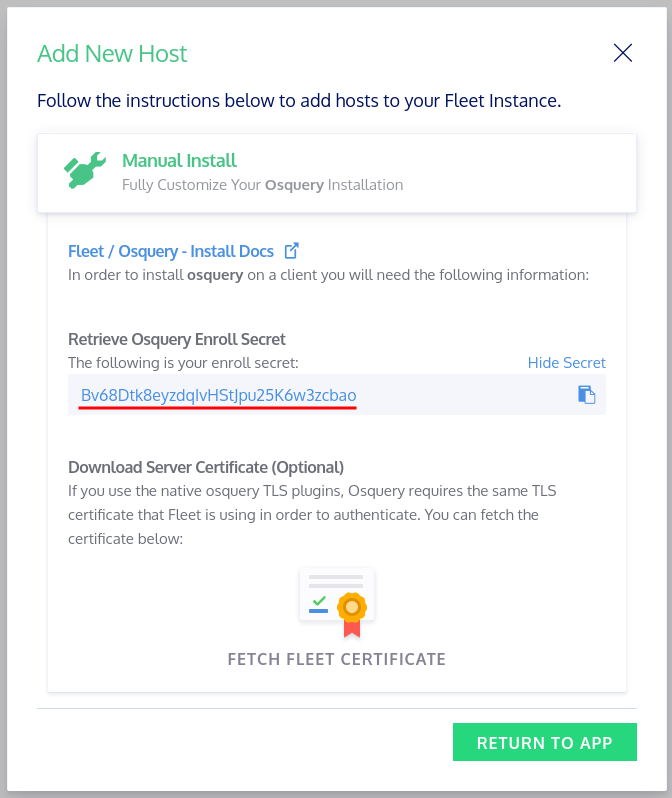 Add New Host
Follow the instructions below to add hosts to your Fleet Instance.
Manual Install
Fully Customize Your Osquery Installation
Fleet / Osquery - Install Docs
In order to install osquery on a client you will need the following information:
Retrieve Osquery Enroll Secret
The following is your enroll secret:
Hide Secret
Bv68Dtk8eyzdqIvHStJpu25K6w3zcbao
Download Server Certificate (Optional)
If you use the native osquery TLS plugins, Osquery requires the same TLS
certificate that Fleet is using in order to authenticate. You can fetch the
certificate below:
FETCH FLEET CERTIFICATE
RETURN TO APP